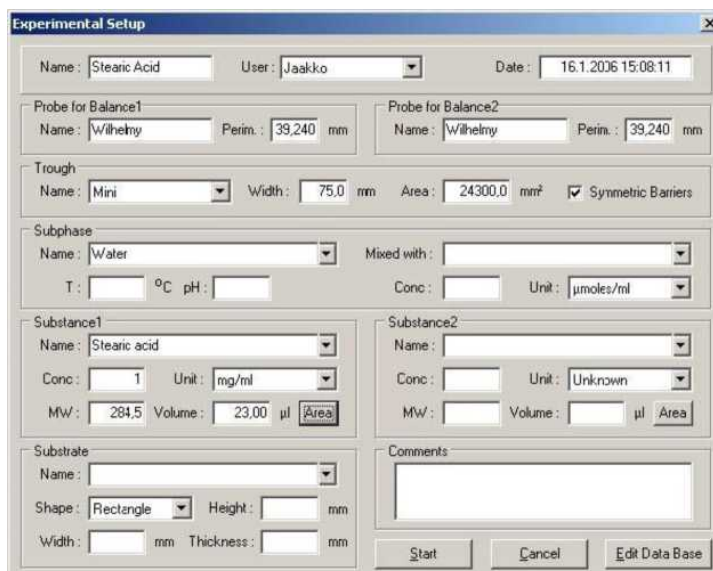 Experimental Setup
Name : Stearic Acid User : Jaakko Date : 16.1.2006 15:08:11
Probe for Balance1 Probe for Balance2
Name : Wilhelmy Perim. : 39,240 mm Name : Wilhelmy Perim. : 39,240 mm
Trough
Name : Mini Width : 75,0 mm Area : 24300,0 mm² Symmetric Barriers
Subphase
Name : Water Mixed with :
T : °C pH : Conc : Unit : µmoles/ml
Substance1 Substance2
Name : Stearic acid Name :
Conc : 1 Unit : mg/ml Conc : Unit : Unknown
MW : 284,5 Volume : 23,00 µl Area MW : Volume : µl Area
Substrate Comments
Name :
Shape : Rectangle Height : mm
Width : mm Thickness : mm Start Cancel Edit Data Base